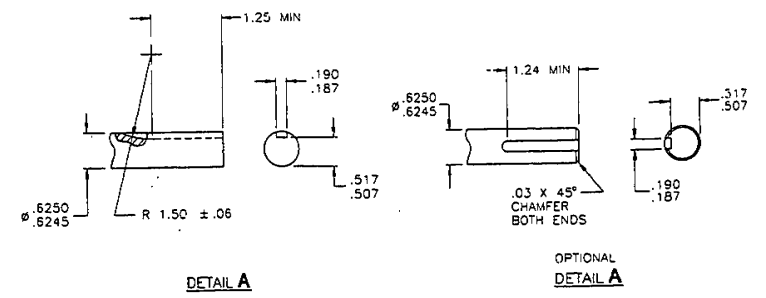 1.25 MIN
.190
.187
.517
.507
ø .6250
.6245
R 1.50 ±.06
DETAIL A
1.24 MIN
ø .6250
.6245
.517
.507
.190
.187
.03 X 45°
CHAMFER
BOTH ENDS
OPTIONAL
DETAIL A